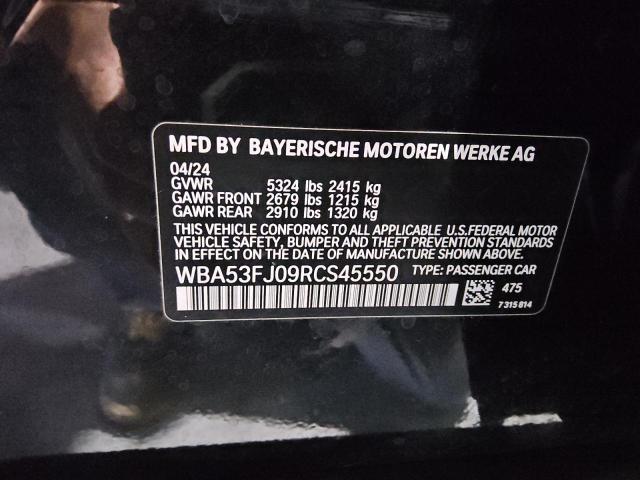 MFD BY BAYERISCHE MOTOREN WERKE AG
04/24
GVWR 5324 lbs 2415 kg
GAWR FRONT 2679 lbs 1215 kg
GAWR REAR 2910 lbs 1320 kg
THIS VEHICLE CONFORMS TO ALL APPLICABLE U.S.FEDERAL MOTOR
VEHICLE SAFETY, BUMPER AND THEFT PREVENTION STANDARDS
IN EFFECT ON THE DATE OF MANUFACTURE SHOWN ABOVE.
WBA53FJ09RCS45550 TYPE: PASSENGER CAR
475
7315814